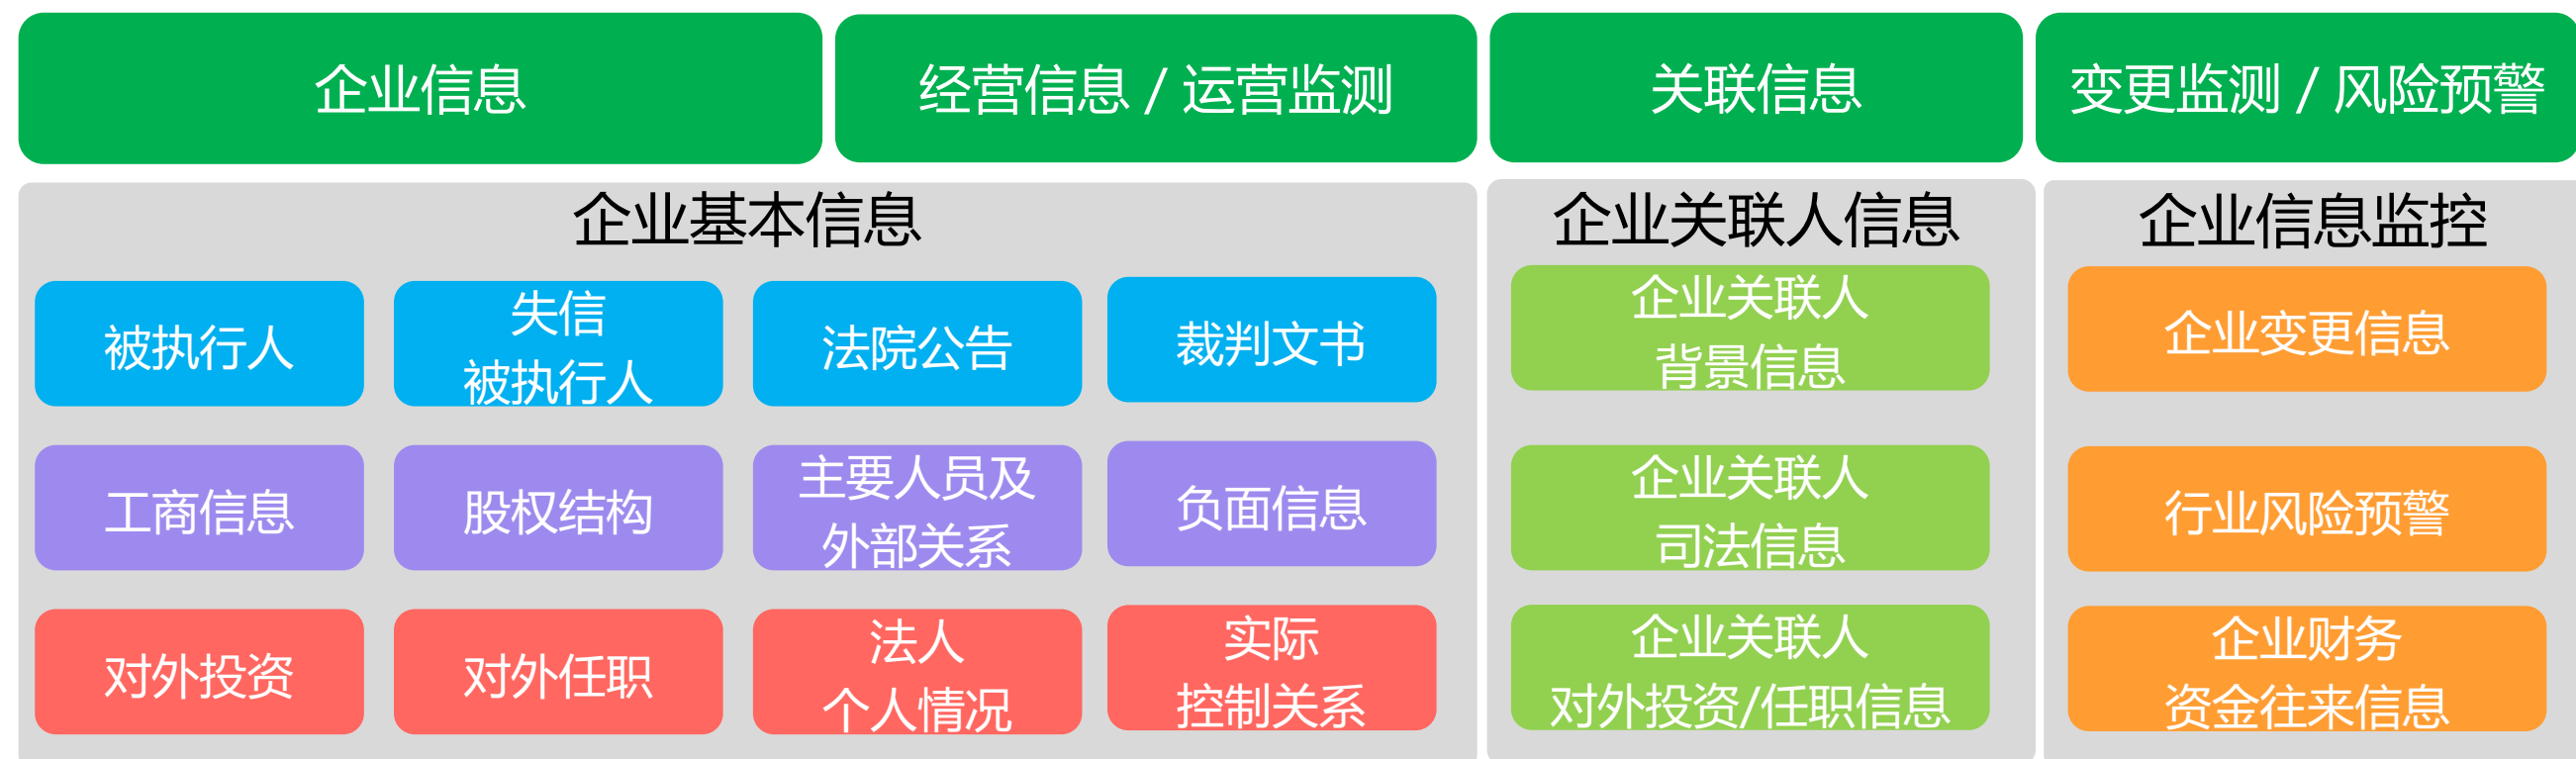 企业信息
经营信息 / 运营监测
关联信息
变更监测 / 风险预警
企业基本信息
被执行人
失信
被执行人
法院公告
裁判文书
工商信息
股权结构
主要人员及
外部关系
负面信息
对外投资
对外任职
法人
个人情况
实际
控制关系
企业关联人信息
企业关联人
背景信息
企业关联人
司法信息
企业关联人
对外投资/任职信息
企业信息监控
企业变更信息
行业风险预警
企业财务
资金往来信息